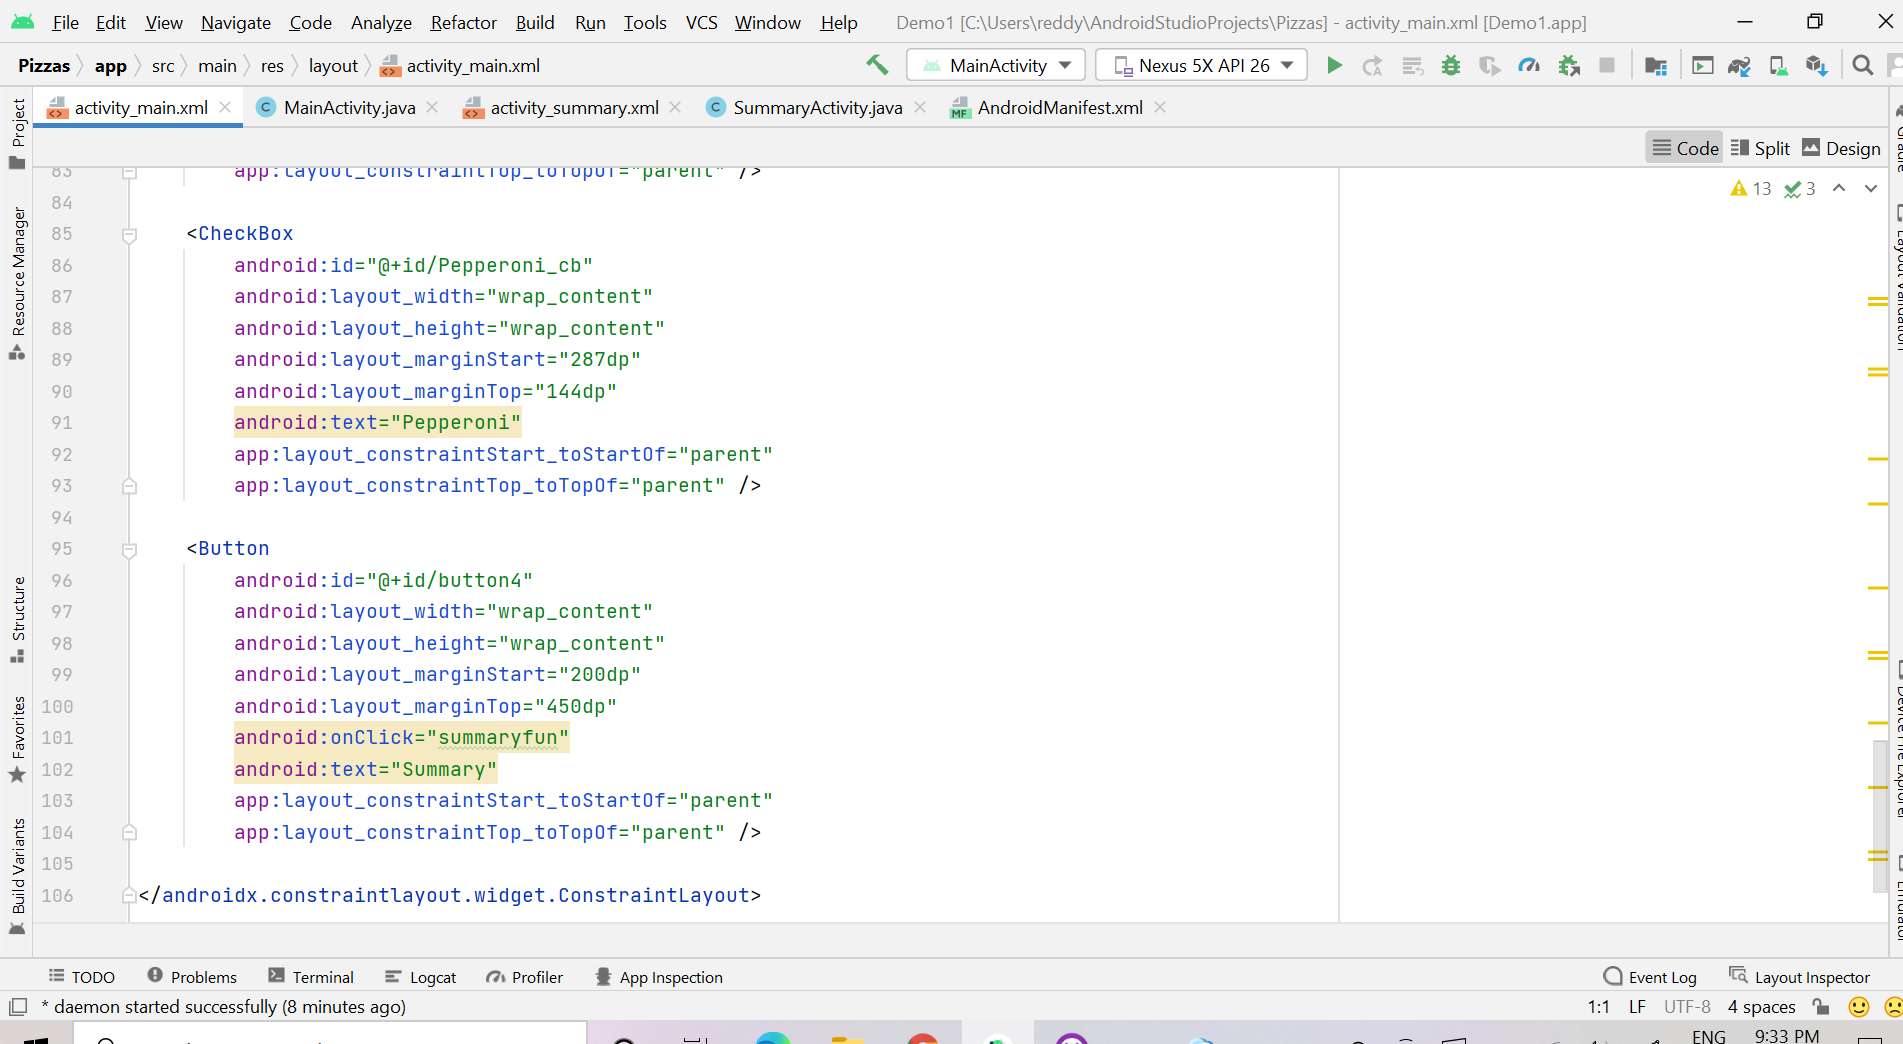 File Edit View Navigate Code Analyze Refactor Build Run Tools VCS Window Help Demo1 [C:\Users\reddy\AndroidStudioProjects\Pizzas] - activity_main.xml [Demo1.app]
Pizzas app src main res layout activity_main.xml MainActivity Nexus 5X API 26
activity_main.xml MainActivity.java activity_summary.xml SummaryActivity.java AndroidManifest.xml
Code Split Design
13 3
83 app:layout_constraintTop_toTopOf="parent" />
84
85 <CheckBox
86 android:id="@+id/Pepperoni_cb"
87 android:layout_width="wrap_content"
88 android:layout_height="wrap_content"
89 android:layout_marginStart="287dp"
90 android:layout_marginTop="144dp"
91 android:text="Pepperoni"
92 app:layout_constraintStart_toStartOf="parent"
93 app:layout_constraintTop_toTopOf="parent" />
94
95 <Button
96 android:id="@+id/button4"
97 android:layout_width="wrap_content"
98 android:layout_height="wrap_content"
99 android:layout_marginStart="200dp"
100 android:layout_marginTop="450dp"
101 android:onClick="summaryfun"
102 android:text="Summary"
103 app:layout_constraintStart_toStartOf="parent"
104 app:layout_constraintTop_toTopOf="parent" />
105
106 </androidx.constraintlayout.widget.ConstraintLayout>
Project
Resource Manager
Structure
Favorites
Build Variants
TODO Problems Terminal Logcat Profiler App Inspection Event Log Layout Inspector
* daemon started successfully (8 minutes ago) 1:1 LF UTF-8 4 spaces
ENG 9:33 PM